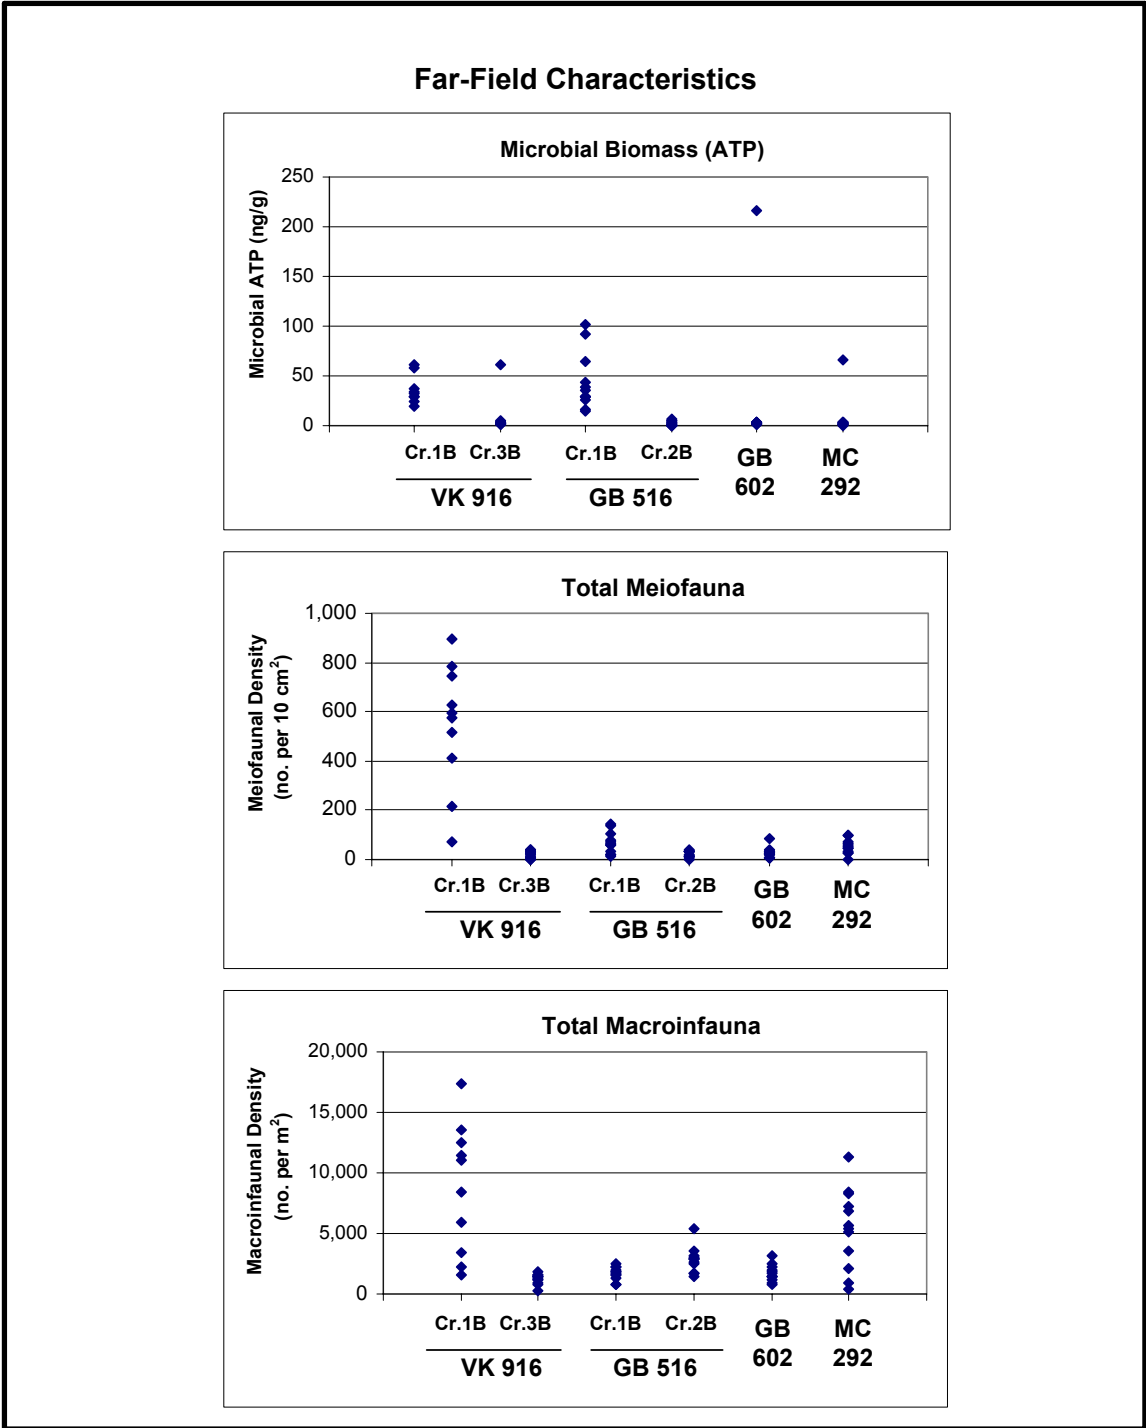 Far-Field Characteristics
Microbial Biomass (ATP)
Microbial ATP (ng/g)
250
200
150
100
50
0
Cr.1B Cr.3B Cr.1B Cr.2B GB MC
602 292
VK 916 GB 516
Total Meiofauna
Meiofaunal Density
(no. per 10 cm²)
1,000
800
600
400
200
0
Cr.1B Cr.3B Cr.1B Cr.2B GB MC
602 292
VK 916 GB 516
Total Macroinfauna
Macroinfaunal Density
(no. per m²)
20,000
15,000
10,000
5,000
0
Cr.1B Cr.3B Cr.1B Cr.2B GB MC
602 292
VK 916 GB 516